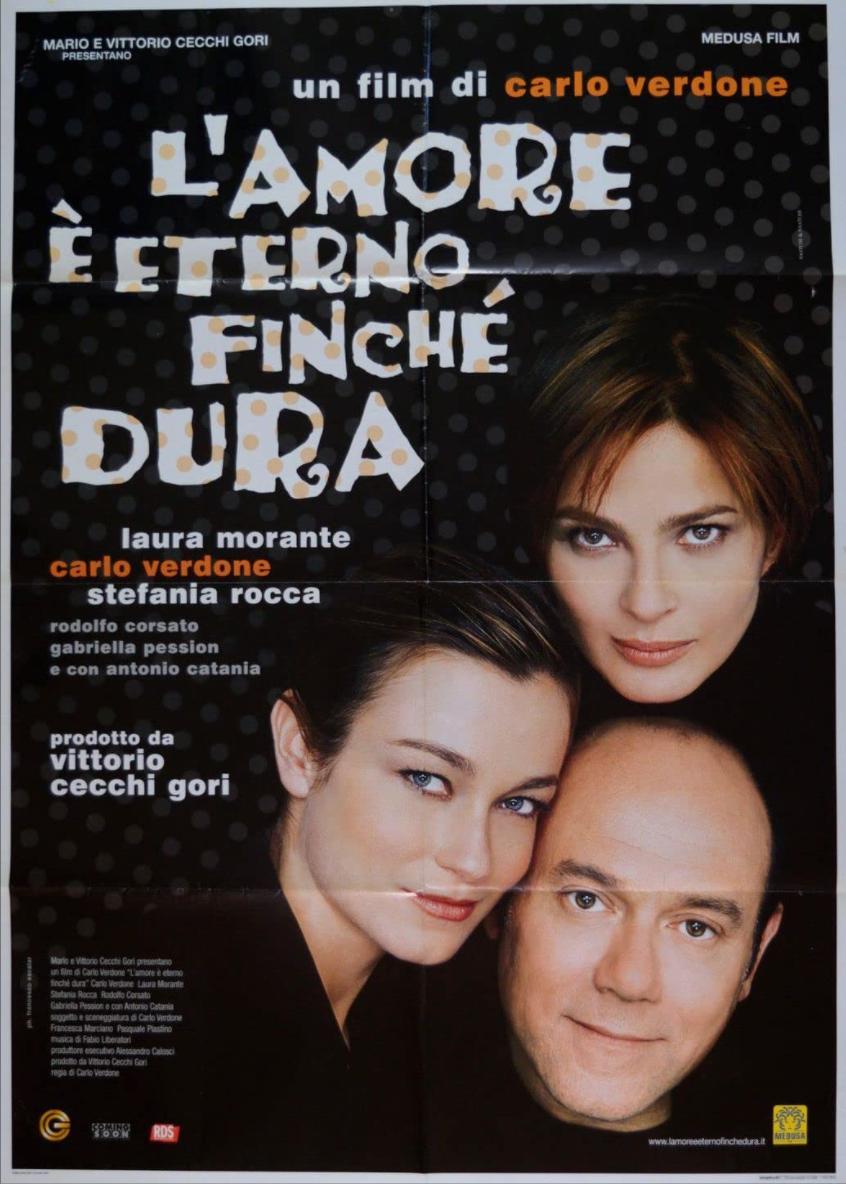 MARIO E VITTORIO CECCHI GORI
PRESENTANO
MEDUSA FILM
un film di carlo verdone
L'AMORE
È ETERNO
FINCHÉ
DURA
laura morante
carlo verdone
stefania rocca
rodolfo corsato
gabriella pession
e con antonio catania
prodotto da
vittorio
cecchi gori
ph. francesco escalar
Mario e Vittorio Cecchi Gori presentano
un film di Carlo Verdone "L'amore è eterno
finché dura" Carlo Verdone Laura Morante
Stefania Rocca Rodolfo Corsato
Gabriella Pession e con Antonio Catania
soggetto e sceneggiatura di Carlo Verdone
Francesca Marciano Pasquale Plastino
musica di Fabio Liberatori
produttore esecutivo Alessandro Calosci
prodotto da Vittorio Cecchi Gori
regia di Carlo Verdone
COMING
SOON
RDS
www.lamoreeeternofinchedura.it
MEDUSA